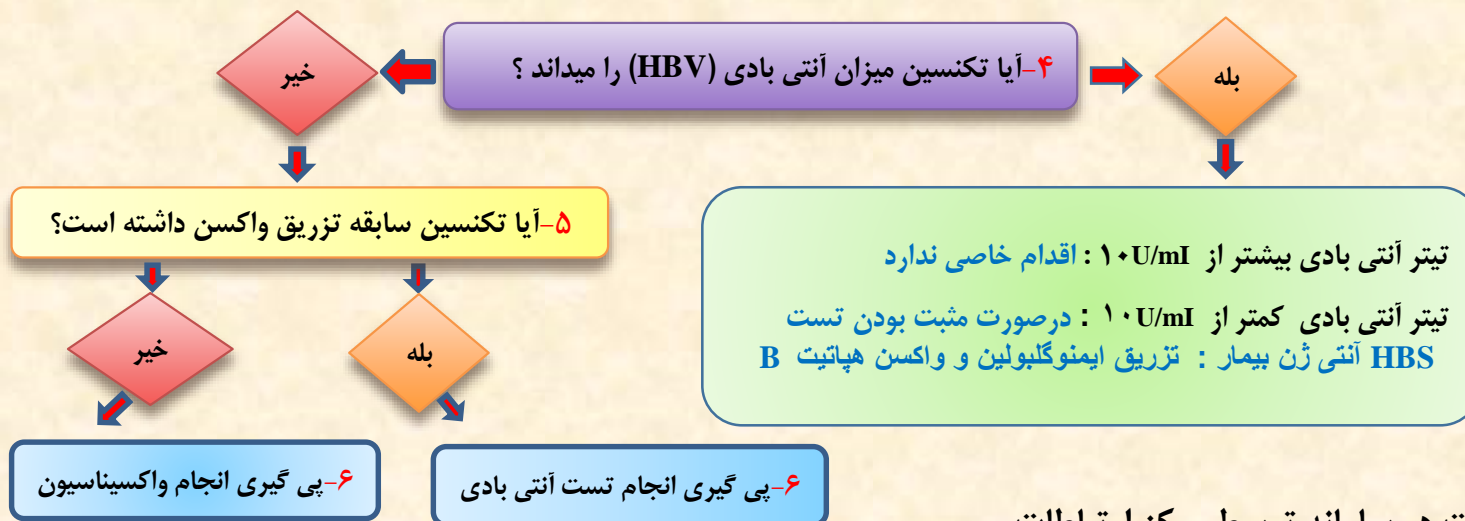 ۴-آیا تکنسین میزان آنتی بادی (HBV) را میداند ؟
بله
خیر
تیتر آنتی بادی بیشتر از ۱۰U/mI : اقدام خاصی ندارد
تیتر آنتی بادی کمتر از ۱۰U/mI : درصورت مثبت بودن تست
HBS آنتی ژن بیمار : تزریق ایمنوگلبولین و واکسن هپاتیت B
۵-آیا تکنسین سابقه تزریق واکسن داشته است؟
بله
خیر
۶-پی گیری انجام تست آنتی بادی
۶-پی گیری انجام واکسیناسیون